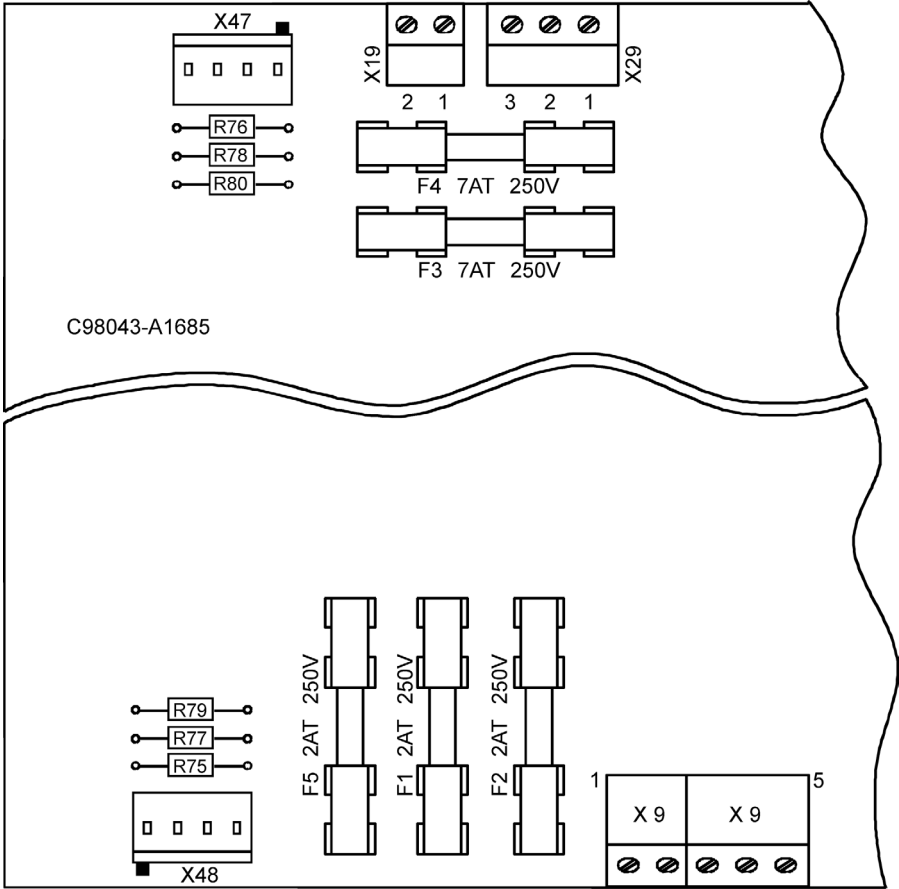 X47
X19
X29
2 1
3 2 1
R76
R78
R80
F4 7AT 250V
F3 7AT 250V
C98043-A1685
R79
R77
R75
F5 2AT 250V
F1 2AT 250V
F2 2AT 250V
1
5
X 9
X 9
X48